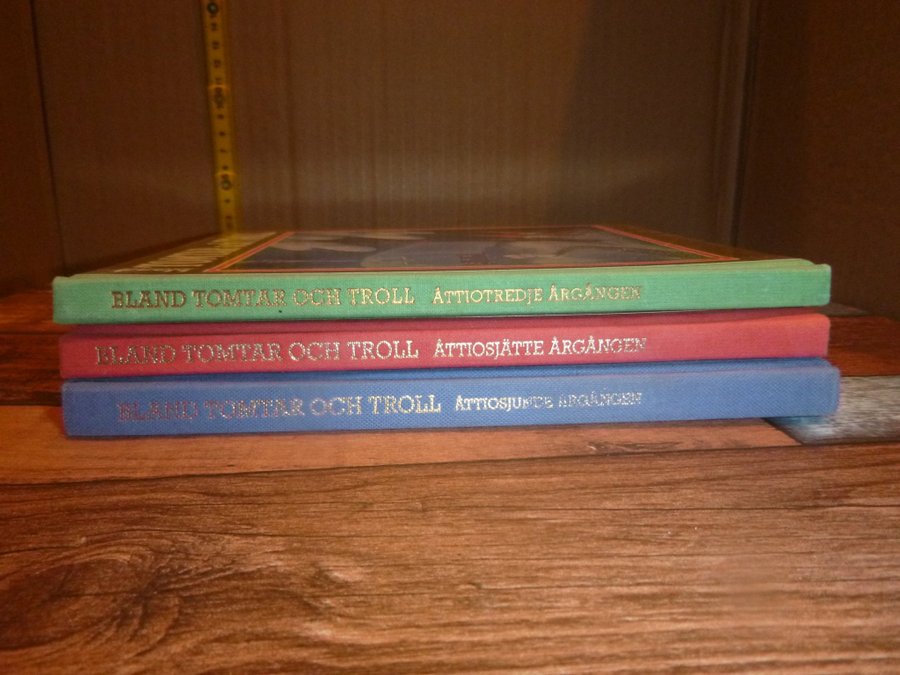 BLAND TOMTAR OCH TROLL ÅTTIOTREDJE ÅRGÅNGEN
BLAND TOMTAR OCH TROLL ÅTTIOSJÄTTE ÅRGÅNGEN
BLAND TOMTAR OCH TROLL ÅTTIOSJUNDE ÅRGÅNGEN